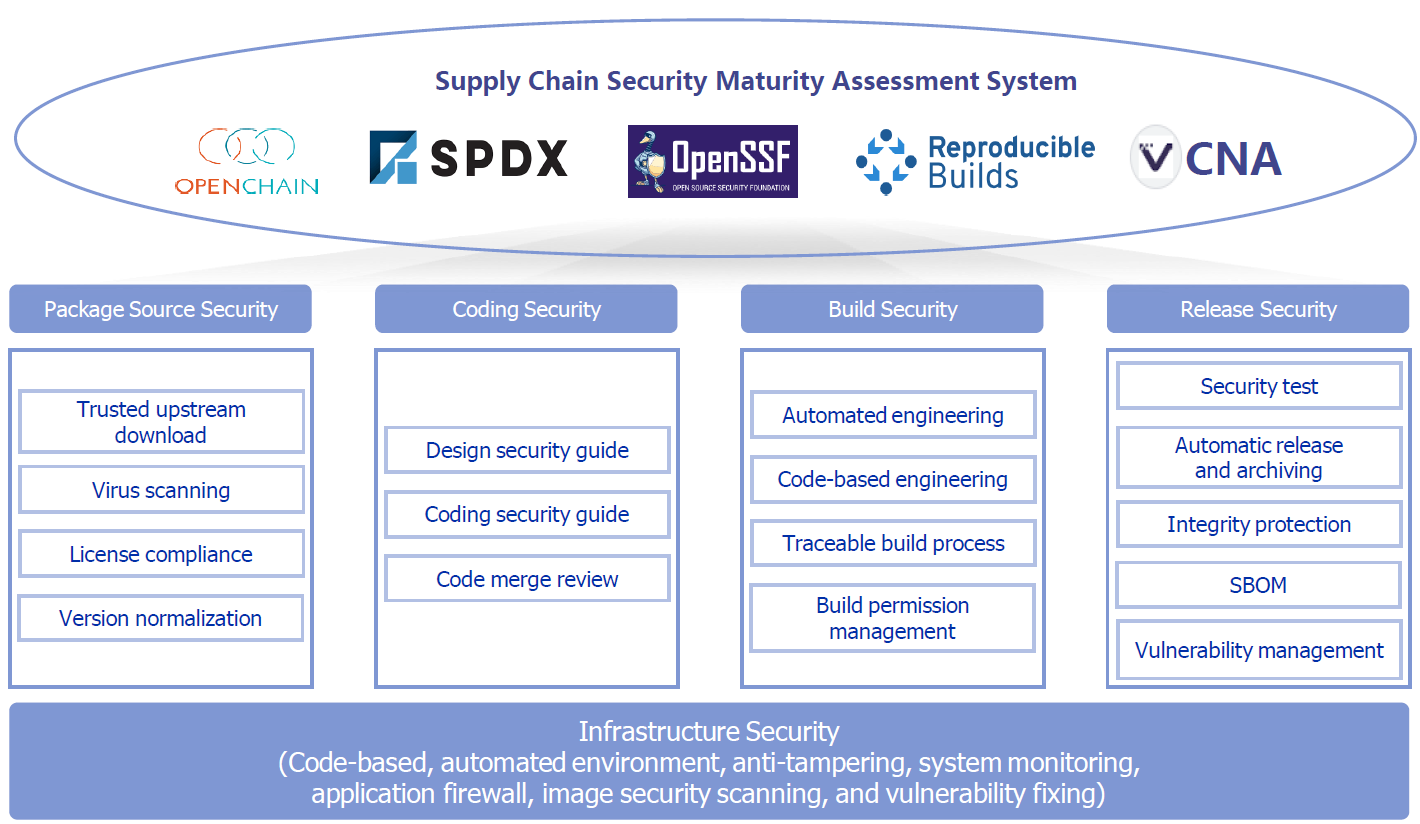 Supply Chain Security Maturity Assessment System
OPENCHAIN
SPDX
OpenSSF
OPEN SOURCE SECURITY FOUNDATION
Reproducible
Builds
V
CNA
Package Source Security
Trusted upstream
download
Virus scanning
License compliance
Version normalization
Coding Security
Design security guide
Coding security guide
Code merge review
Build Security
Automated engineering
Code-based engineering
Traceable build process
Build permission
management
Release Security
Security test
Automatic release
and archiving
Integrity protection
SBOM
Vulnerability management
Infrastructure Security
(Code-based, automated environment, anti-tampering, system monitoring,
application firewall, image security scanning, and vulnerability fixing)